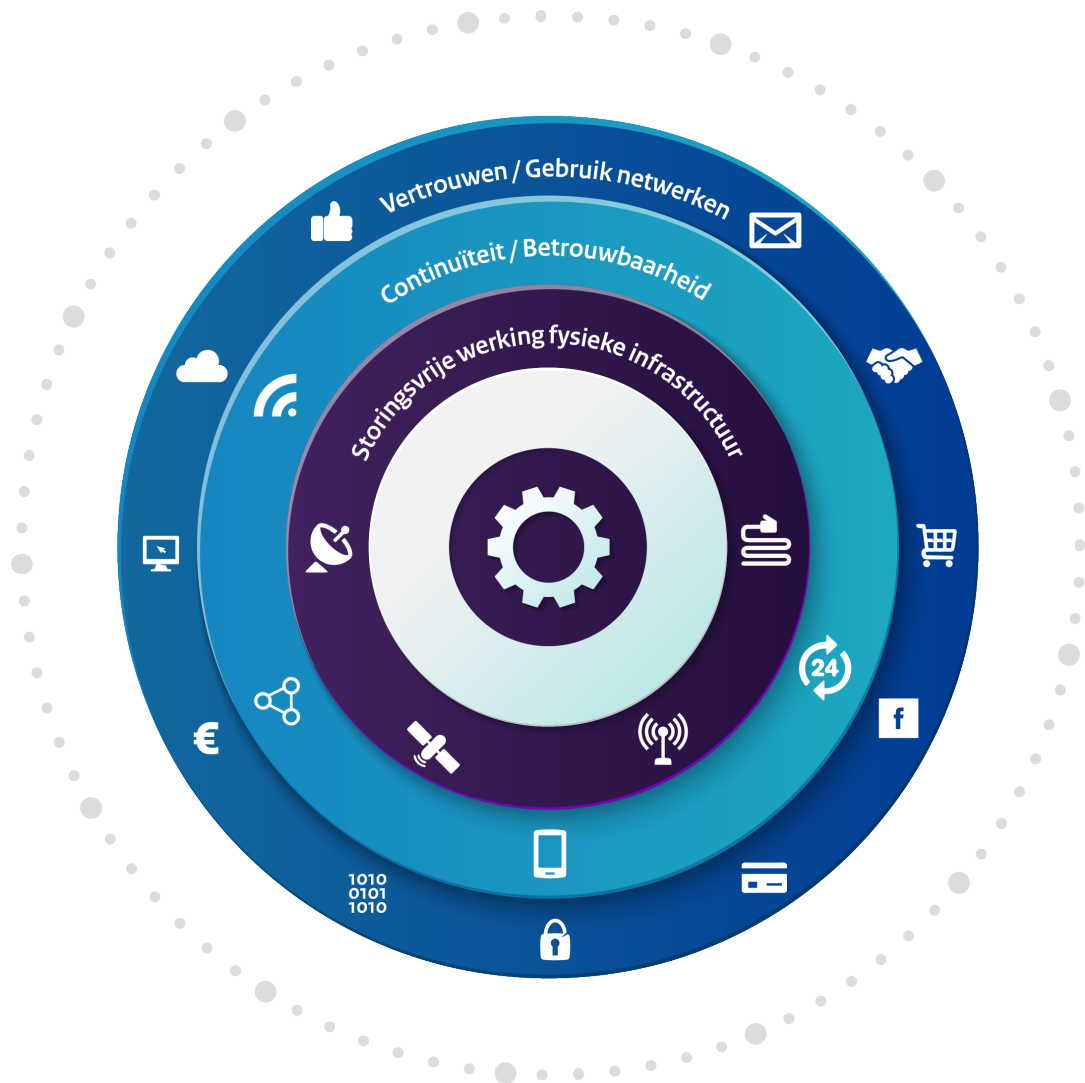 Vertrouwen / Gebruik netwerken
Continuïteit / Betrouwbaarheid
Storingsvrije werking fysieke infrastructuur
24
f
€
1010
0101
1010